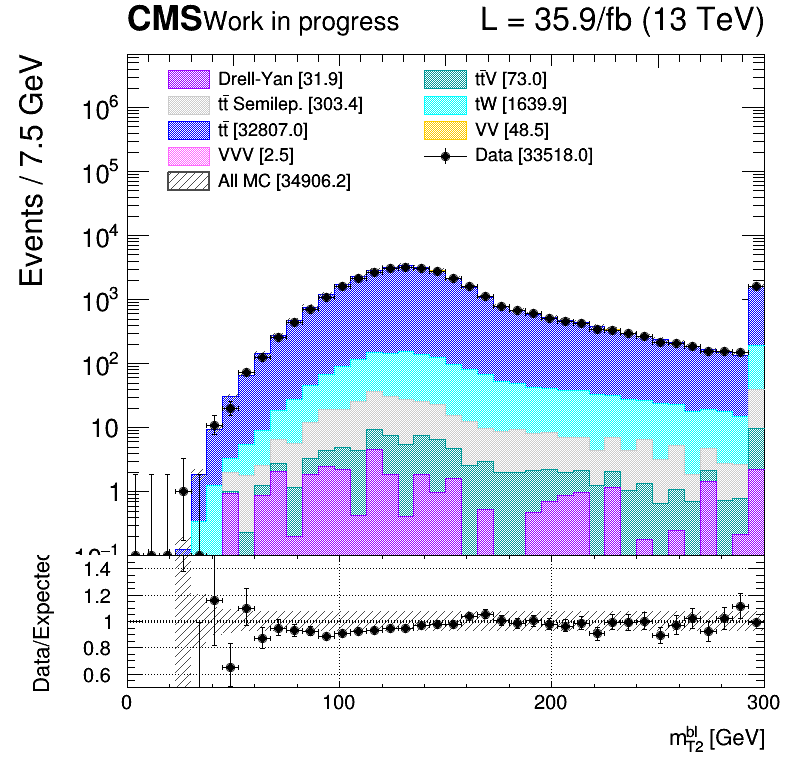 CMS Work in progress L = 35.9/fb (13 TeV)
Events / 7.5 GeV
Drell-Yan [31.9] tt̄V [73.0]
tt̄ Semilep. [303.4] tW [1639.9]
tt̄ [32807.0] VV [48.5]
VVV [2.5] Data [33518.0]
All MC [34906.2]
10⁶
10⁵
10⁴
10³
10²
10
1
10⁻¹
Data/Expected
1.4
1.2
1
0.8
0.6
0 100 200 300
m_T2^bl [GeV]